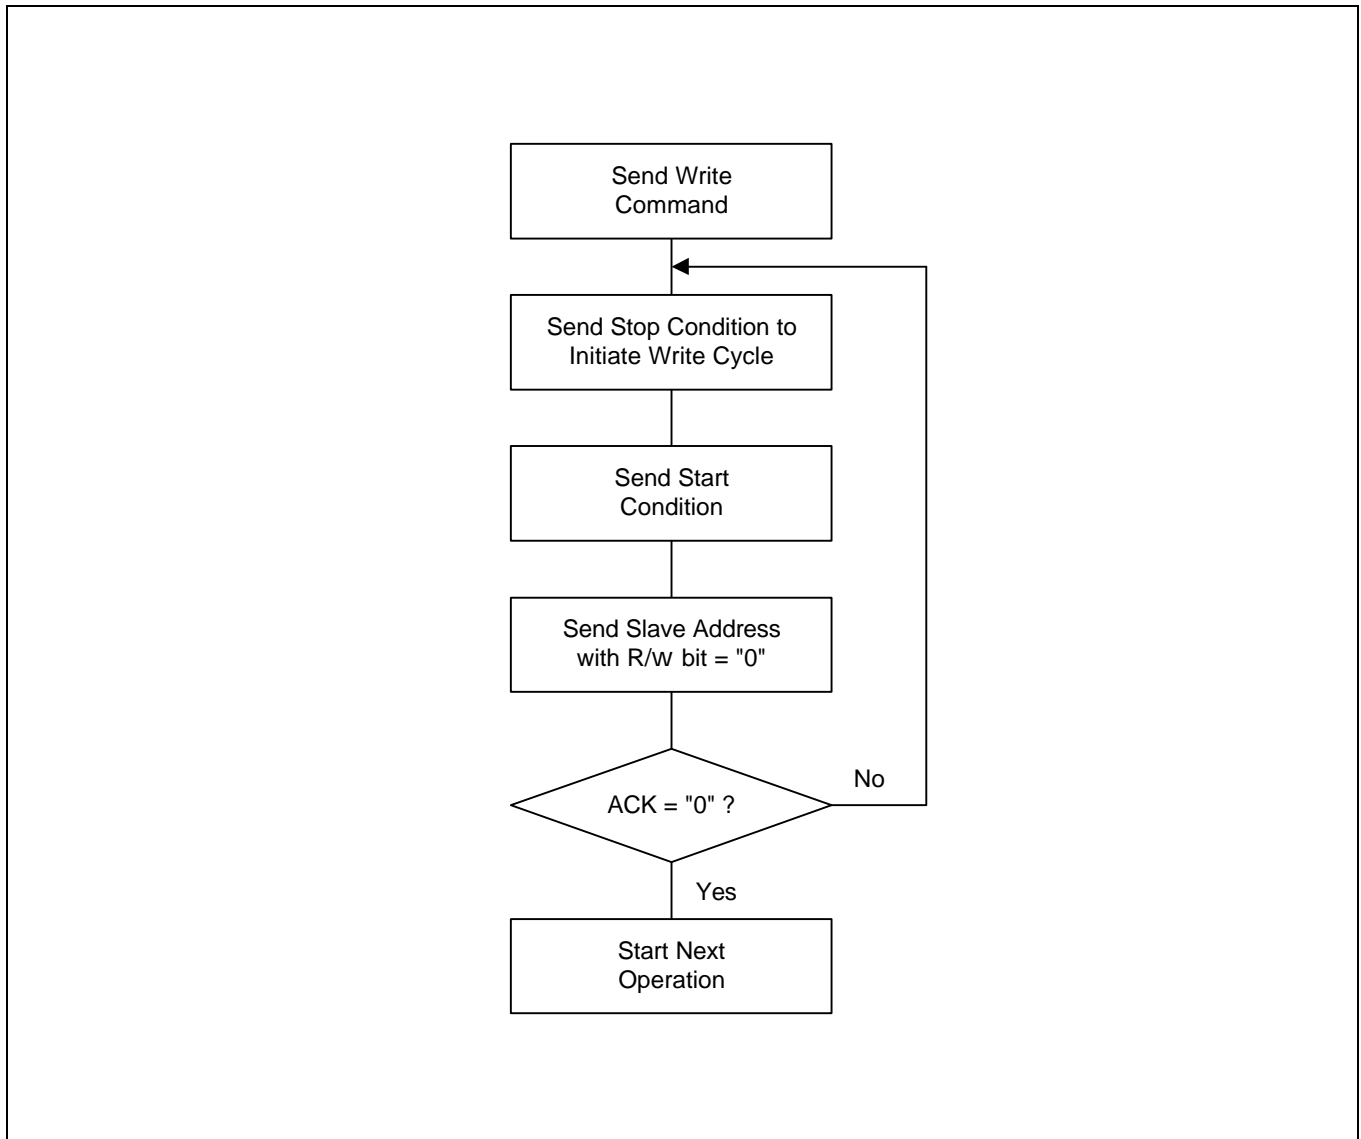 Send Write
Command
Send Stop Condition to
Initiate Write Cycle
Send Start
Condition
Send Slave Address
with R/w bit = "0"
No
ACK = "0" ?
Yes
Start Next
Operation